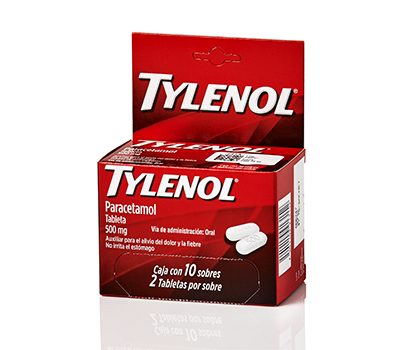 TYLENOL®
TYLENOL®
Paracetamol
Tableta
500 mg
Vía de administración: Oral
Auxiliar para el alivio del dolor y la fiebre
No irrita el estómago
Caja con 10 sobres
2 Tabletas por sobre